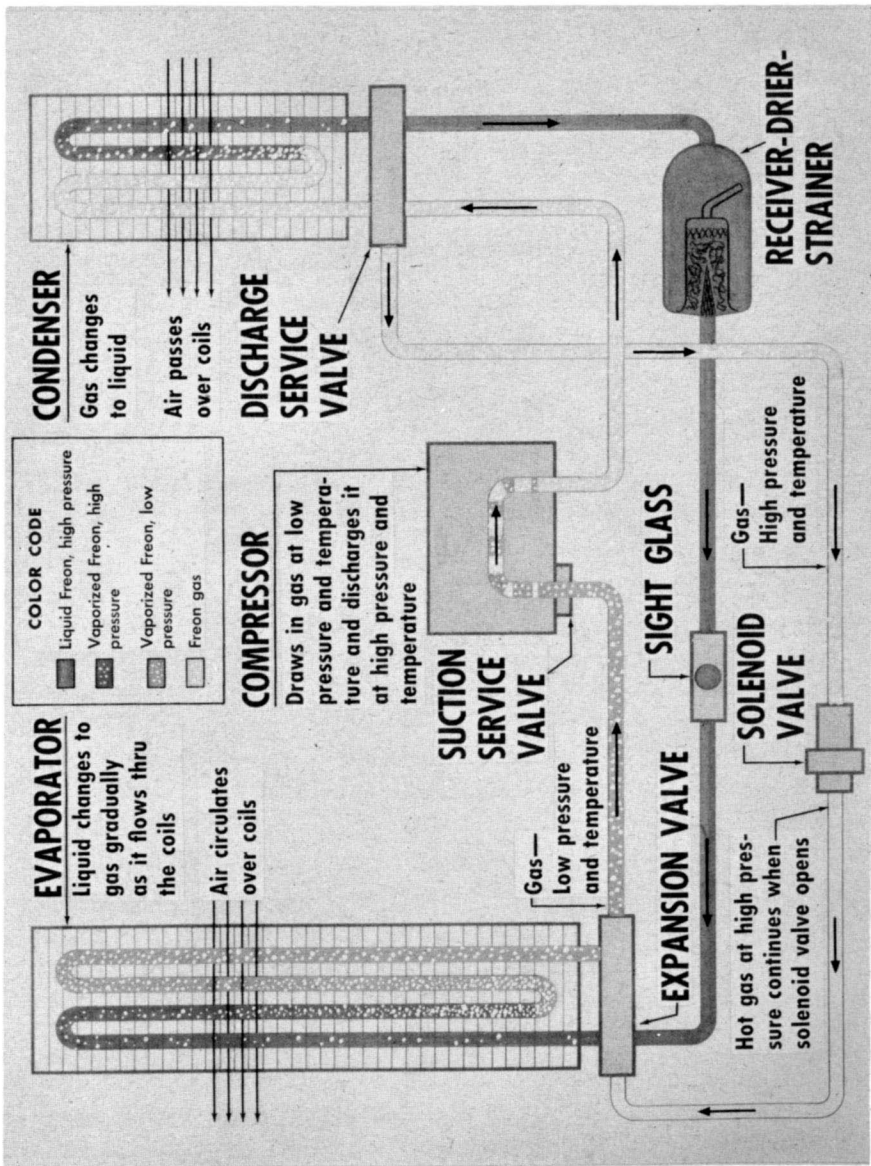 EVAPORATOR
Liquid changes to
gas gradually
as it flows thru
the coils
Air circulates
over coils
COLOR CODE
Liquid Freon, high pressure
Vaporized Freon, high
pressure
Vaporized Freon, low
pressure
Freon gas
CONDENSER
Gas changes
to liquid
Air passes
over coils
COMPRESSOR
Draws in gas at low
pressure and tempera-
ture and discharges it
at high pressure and
temperature
DISCHARGE
SERVICE
VALVE
SUCTION
SERVICE
VALVE
Gas—
Low pressure
and temperature
EXPANSION VALVE
SIGHT GLASS
RECEIVER-DRIER-
STRAINER
Hot gas at high pres-
sure continues when
solenoid valve opens
SOLENOID
VALVE
Gas—
High pressure
and temperature